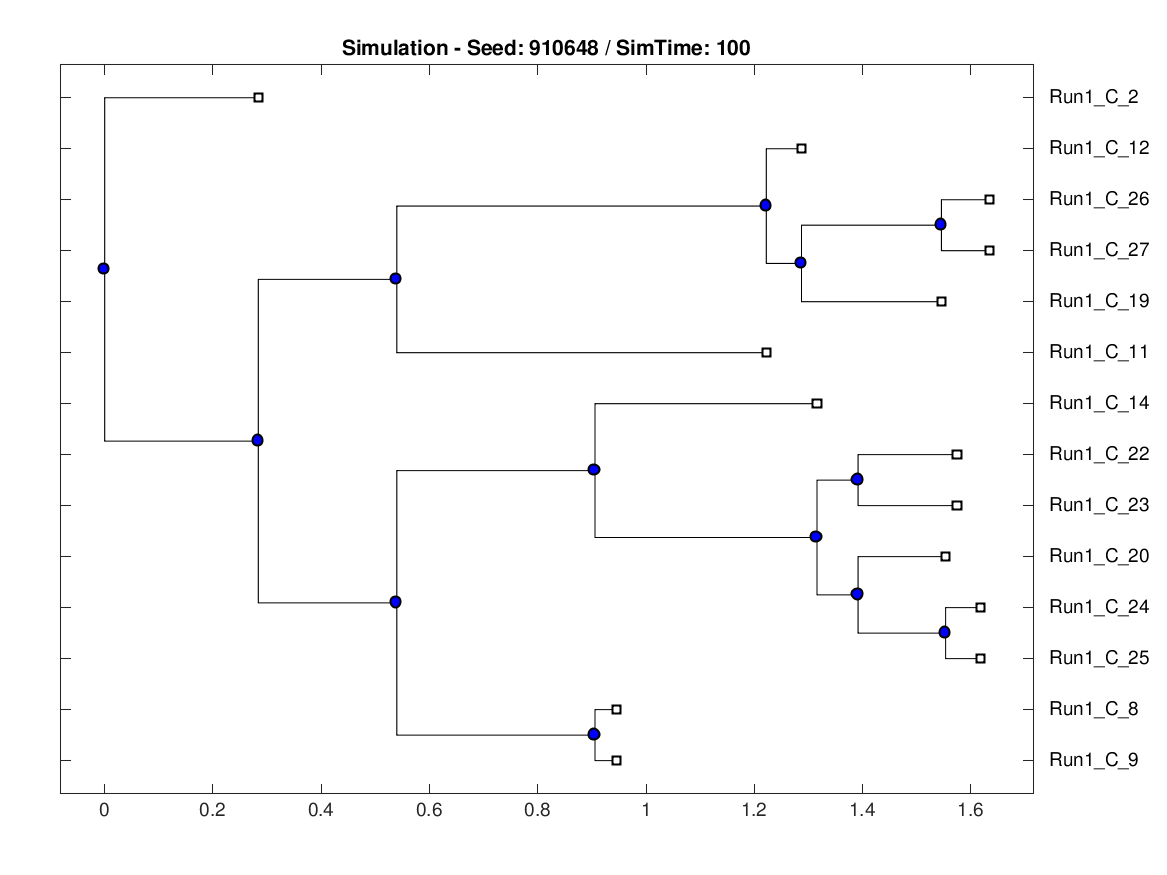 Simulation - Seed: 910648 / SimTime: 100
Run1_C_2
Run1_C_12
Run1_C_26
Run1_C_27
Run1_C_19
Run1_C_11
Run1_C_14
Run1_C_22
Run1_C_23
Run1_C_20
Run1_C_24
Run1_C_25
Run1_C_8
Run1_C_9
0 0.2 0.4 0.6 0.8 1 1.2 1.4 1.6